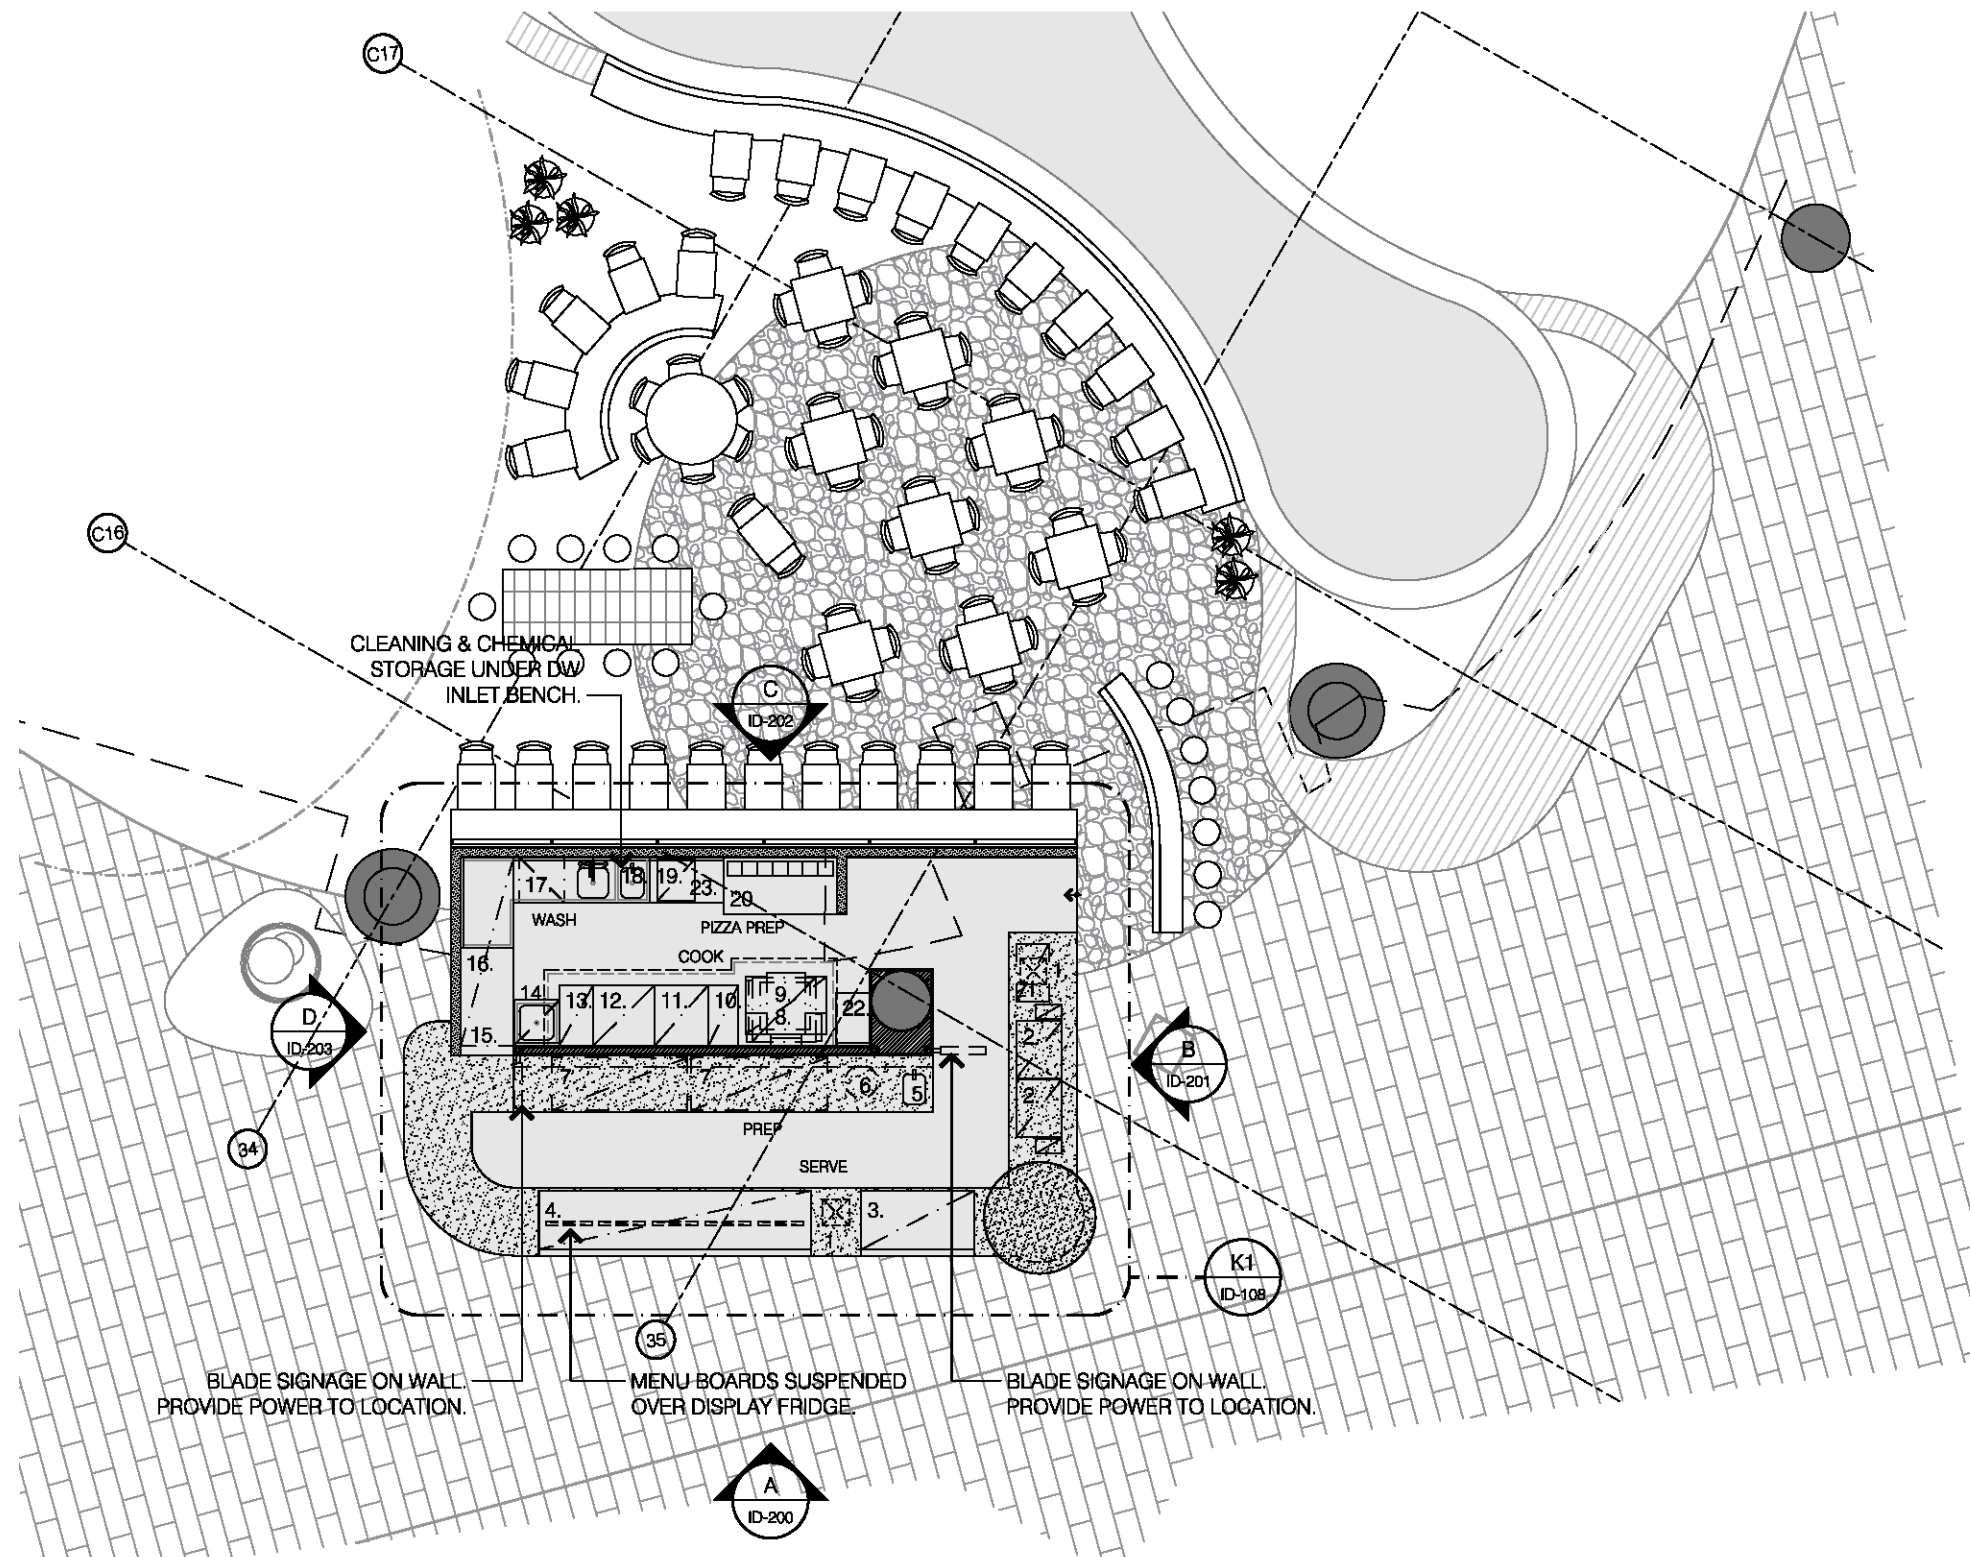 C17
C16
CLEANING & CHEMICAL
STORAGE UNDER DW
INLET BENCH.
C
ID-202
17.
18.
19.
23.
20.
WASH
PIZZA PREP
COOK
16.
14.
13.
12.
11.
10.
9.
8.
22.
15.
1
21.
2.
2.
7.
7.
6.
5.
PREP
SERVE
4.
3.
1
D
ID-203
B
ID-201
34
K1
ID-108
35
BLADE SIGNAGE ON WALL.
PROVIDE POWER TO LOCATION.
MENU BOARDS SUSPENDED
OVER DISPLAY FRIDGE.
BLADE SIGNAGE ON WALL.
PROVIDE POWER TO LOCATION.
A
ID-200